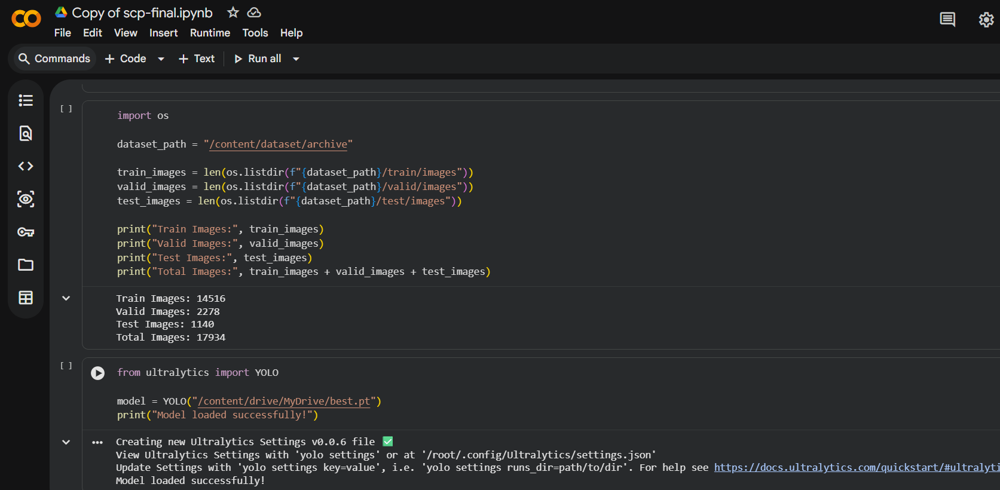 Copy of scp-final.ipynb
File Edit View Insert Runtime Tools Help
Commands + Code + Text Run all
[ ]
import os
dataset_path = "/content/dataset/archive"
train_images = len(os.listdir(f"{dataset_path}/train/images"))
valid_images = len(os.listdir(f"{dataset_path}/valid/images"))
test_images = len(os.listdir(f"{dataset_path}/test/images"))
print("Train Images:", train_images)
print("Valid Images:", valid_images)
print("Test Images:", test_images)
print("Total Images:", train_images + valid_images + test_images)
Train Images: 14516
Valid Images: 2278
Test Images: 1140
Total Images: 17934
[ ]
from ultralytics import YOLO
model = YOLO("/content/drive/MyDrive/best.pt")
print("Model loaded successfully!")
Creating new Ultralytics Settings v0.0.6 file ✅
View Ultralytics Settings with 'yolo settings' or at '/root/.config/Ultralytics/settings.json'
Update Settings with 'yolo settings key=value', i.e. 'yolo settings runs_dir=path/to/dir'. For help see https://docs.ultralytics.com/quickstart/#ultralyti
Model loaded successfully!